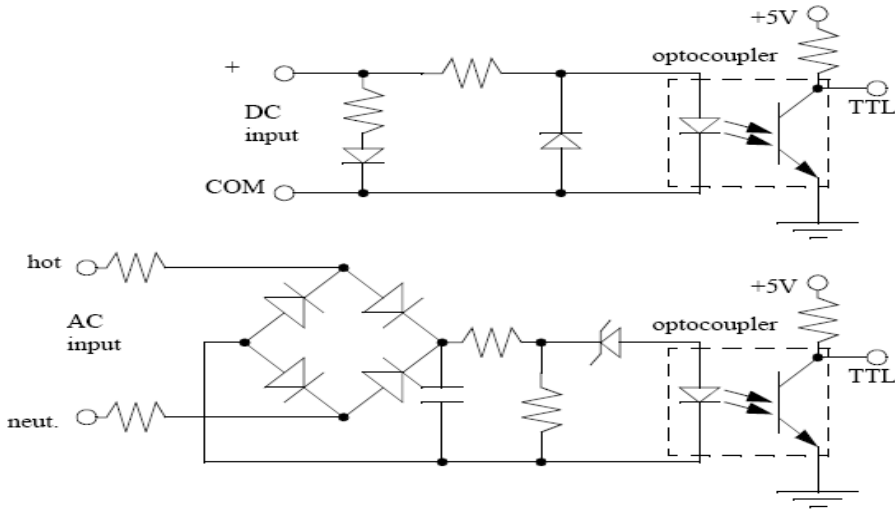 +5V
optocoupler
+
DC
input
TTL
COM
hot
+5V
AC
input
optocoupler
TTL
neut.